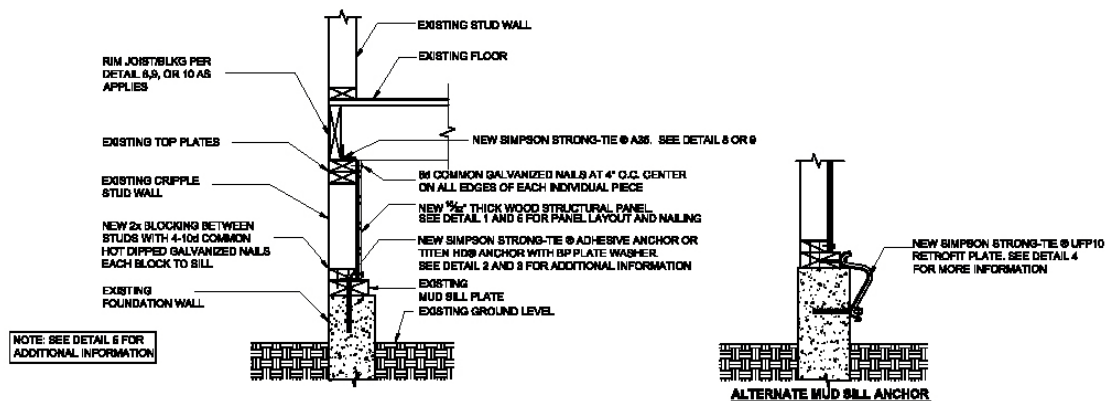 EXISTING STUD WALL
RIM JOIST/BLKG PER
DETAIL 8,9, OR 10 AS
APPLIES
EXISTING FLOOR
EXISTING TOP PLATES
NEW SIMPSON STRONG-TIE ® A35. SEE DETAIL 8 OR 9
EXISTING CRIPPLE
STUD WALL
8d COMMON GALVANIZED NAILS AT 4" O.C. CENTER
ON ALL EDGES OF EACH INDIVIDUAL PIECE
NEW 15/32" THICK WOOD STRUCTURAL PANEL
SEE DETAIL 1 AND 6 FOR PANEL LAYOUT AND NAILING
NEW 2x BLOCKING BETWEEN
STUDS WITH 4-10d COMMON
HOT DIPPED GALVANIZED NAILS
EACH BLOCK TO SILL
NEW SIMPSON STRONG-TIE ® ADHESIVE ANCHOR OR
TITEN HD® ANCHOR WITH BP PLATE WASHER.
SEE DETAIL 2 AND 3 FOR ADDITIONAL INFORMATION
EXISTING
FOUNDATION WALL
EXISTING
MUD SILL PLATE
EXISTING GROUND LEVEL
NOTE: SEE DETAIL 5 FOR
ADDITIONAL INFORMATION
NEW SIMPSON STRONG-TIE ® UFP10
RETROFIT PLATE. SEE DETAIL 4
FOR MORE INFORMATION
ALTERNATE MUD SILL ANCHOR